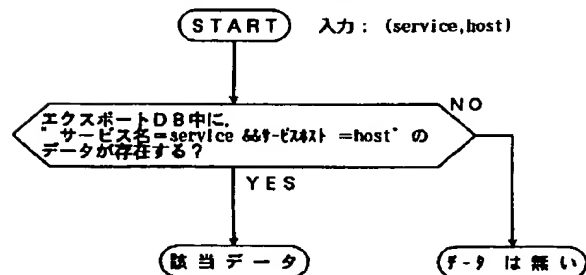 START 入力： (service,host)
エクスポートDB中に，
"サービス名＝service &&サービスホスト ＝host" の
データが存在する？
NO
YES
該当データ
データ は無い